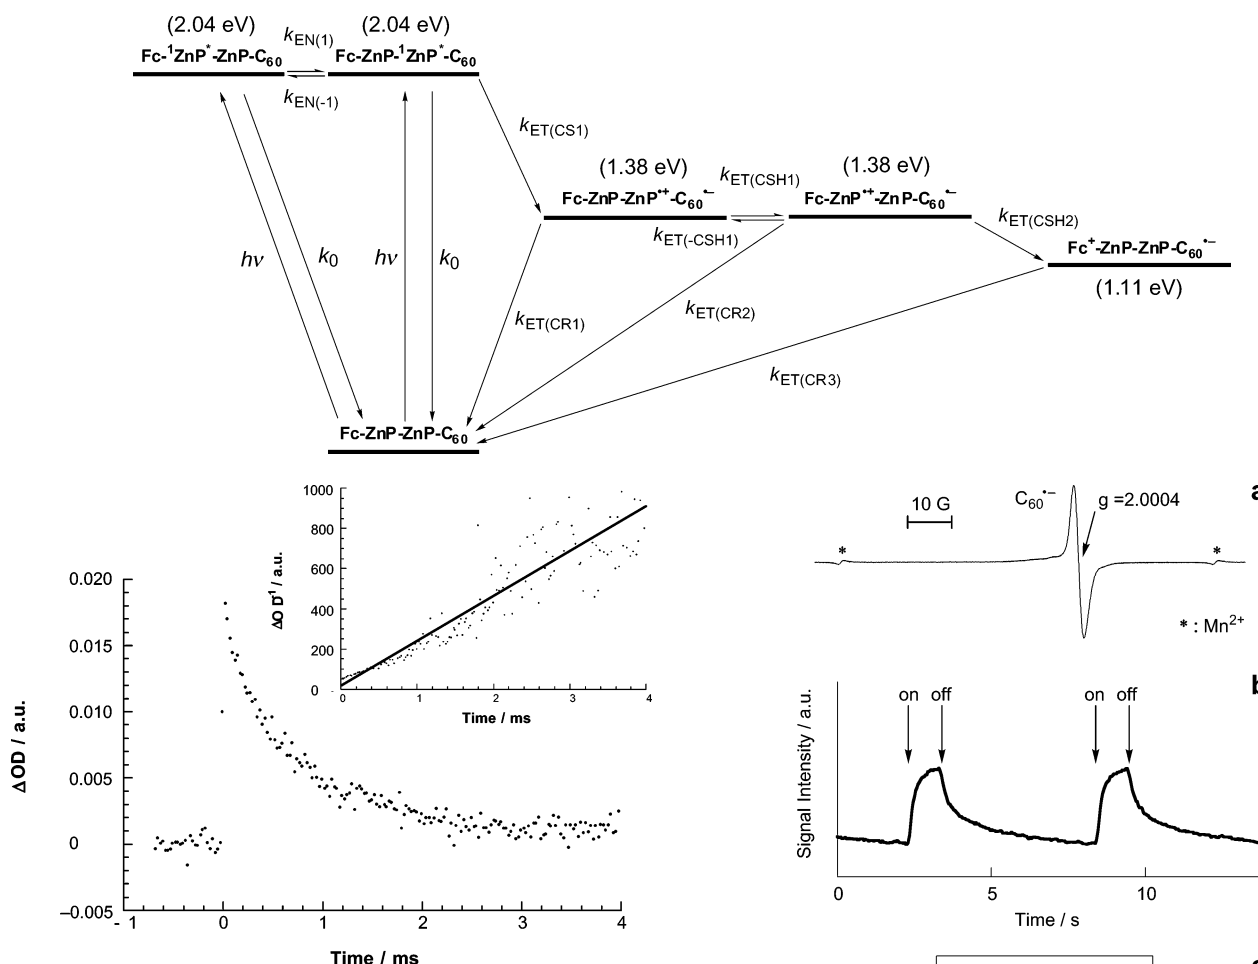 (2.04 eV) (2.04 eV)
kEN(1)
Fc-¹ZnP*-ZnP-C₆₀ Fc-ZnP-¹ZnP*-C₆₀
kEN(-1)
kET(CS1)
(1.38 eV) (1.38 eV)
kET(CSH1)
Fc-ZnP-ZnP•+-C₆₀•– Fc-ZnP•+-ZnP-C₆₀•–
kET(CSH2)
kET(-CSH1)
Fc⁺-ZnP-ZnP-C₆₀•–
(1.11 eV)
hν k₀ hν k₀
kET(CR1) kET(CR2)
kET(CR3)
Fc-ZnP-ZnP-C₆₀
1000
800
600
400
200
0
ΔO D⁻¹ / a.u.
0 1 2 3 4
Time / ms
0.020
0.015
0.010
0.005
0
–0.005
ΔOD / a.u.
- 1 0 1 2 3 4
Time / ms
10 G C₆₀•– g =2.0004
* *
* : Mn²⁺
b
on off on off
Signal Intensity / a.u.
0 5 10
Time / s